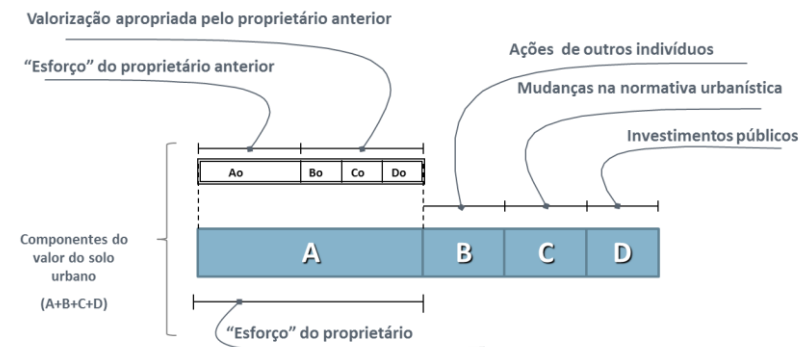 Valorização apropriada pelo proprietário anterior
“Esforço” do proprietário anterior
Ações de outros indivíduos
Mudanças na normativa urbanística
Investimentos públicos
Ao Bo Co Do
Componentes do
valor do solo
urbano
(A+B+C+D)
A B C D
“Esforço” do proprietário